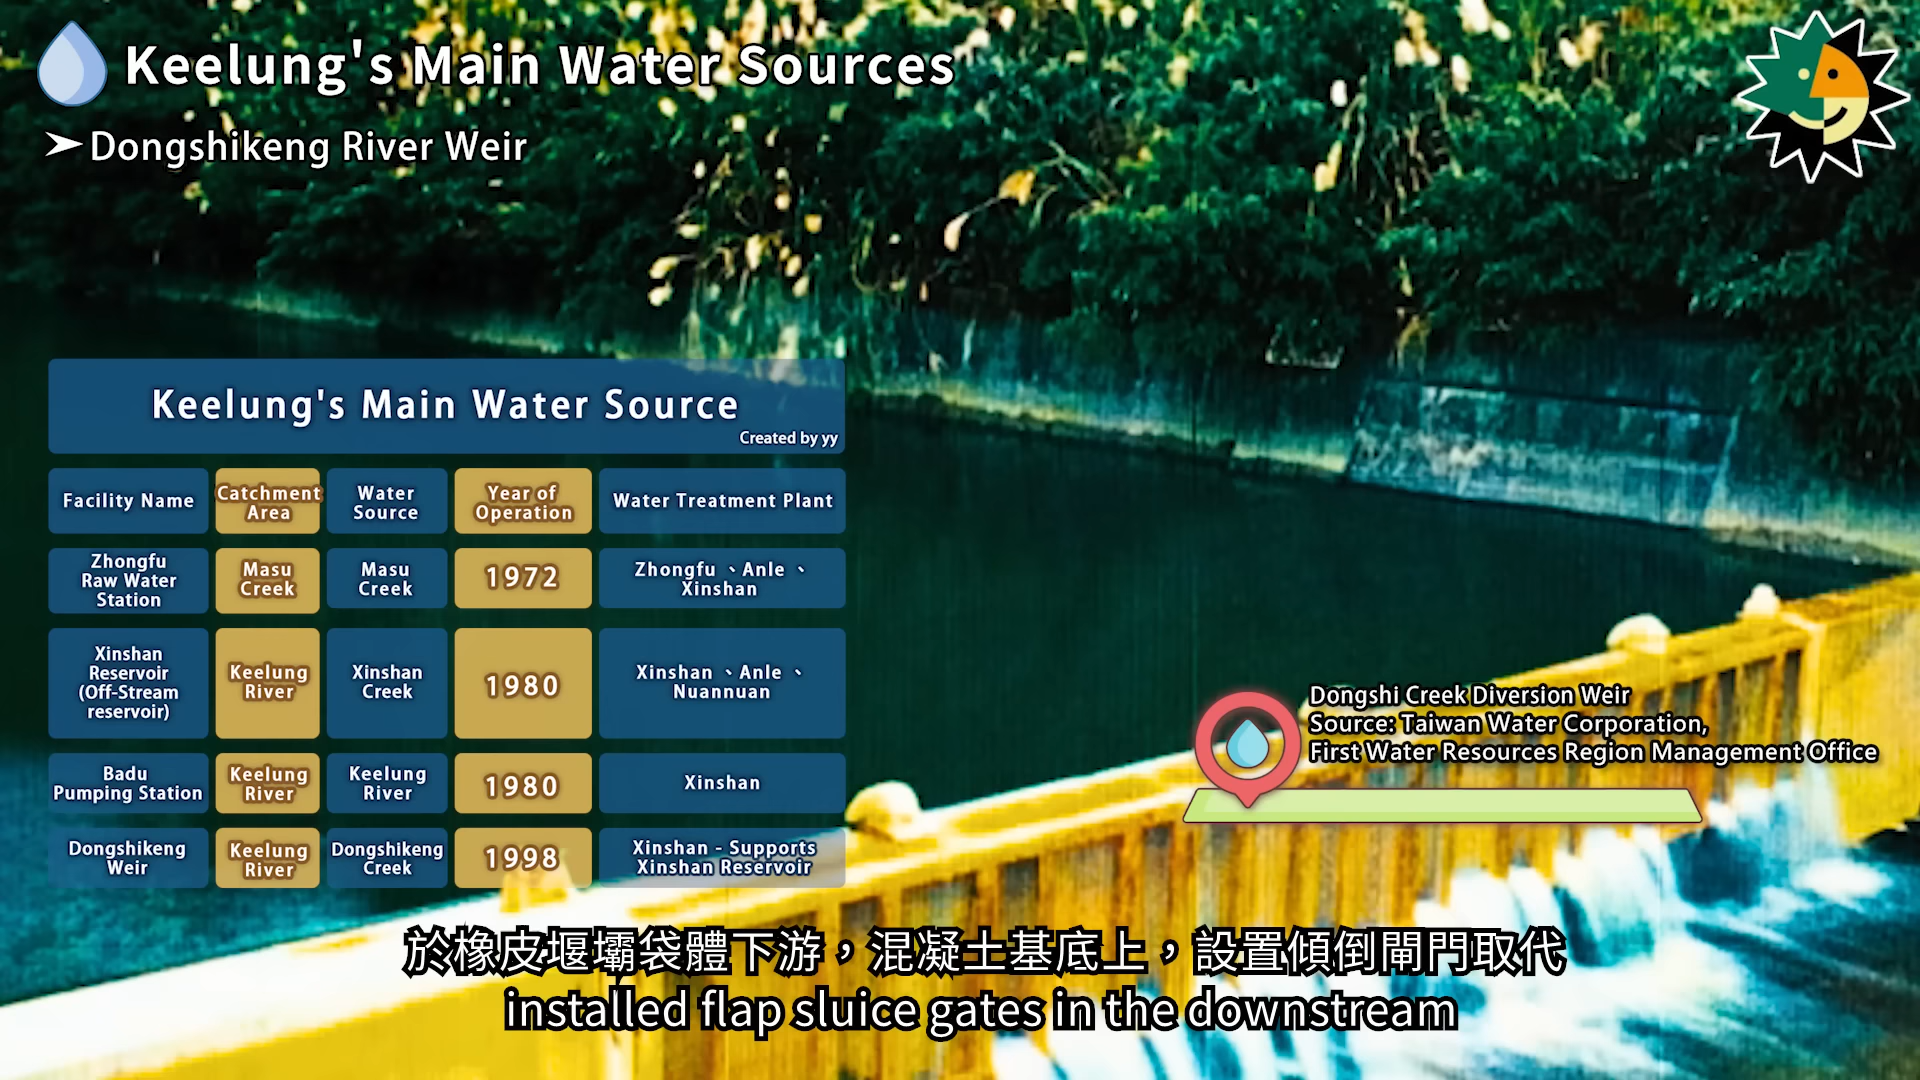 Keelung's Main Water Sources
➤Dongshikeng River Weir
Keelung's Main Water Source
Created by yy
Facility Name
Catchment
Area
Water
Source
Year of
Operation
Water Treatment Plant
Zhongfu
Raw Water
Station
Masu
Creek
Masu
Creek
1972
Zhongfu、Anle、
Xinshan
Xinshan
Reservoir
(Off-Stream
reservoir)
Keelung
River
Xinshan
Creek
1980
Xinshan、Anle、
Nuannuan
Badu
Pumping Station
Keelung
River
Keelung
River
1980
Xinshan
Dongshikeng
Weir
Keelung
River
Dongshikeng
Creek
1998
Xinshan - Supports
Xinshan Reservoir
Dongshi Creek Diversion Weir
Source: Taiwan Water Corporation,
First Water Resources Region Management Office
於橡皮堰壩袋體下游，混凝土基底上，設置傾倒閘門取代
installed flap sluice gates in the downstream